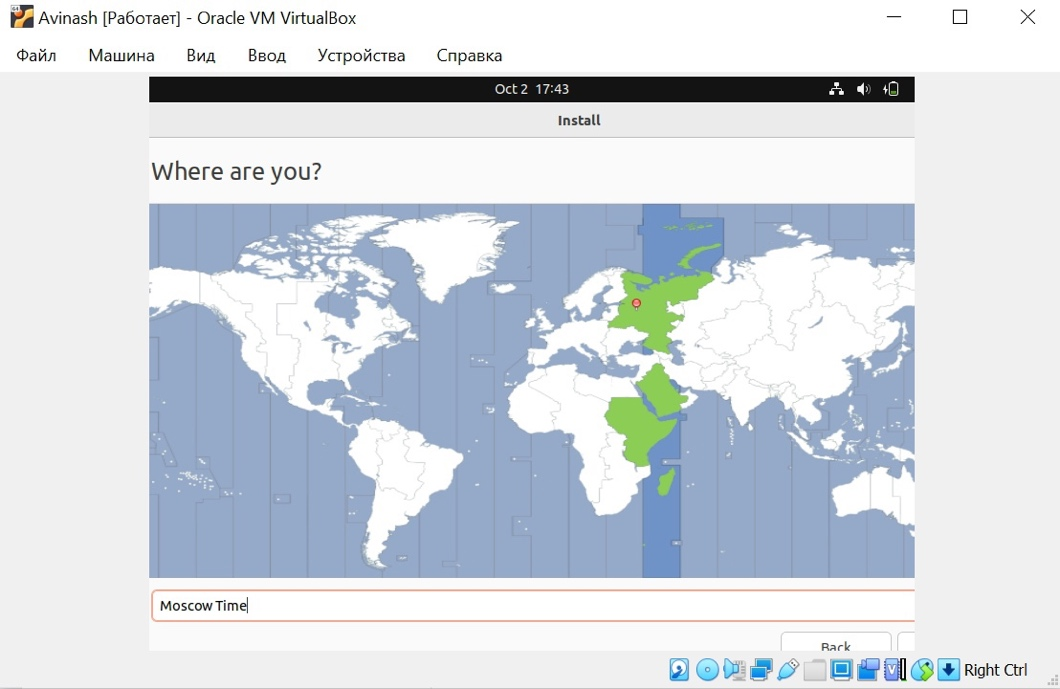 Avinash [Работает] - Oracle VM VirtualBox
Файл Машина Вид Ввод Устройства Справка
Oct 2 17:43
Install
Where are you?
Moscow Time
Back
Right Ctrl